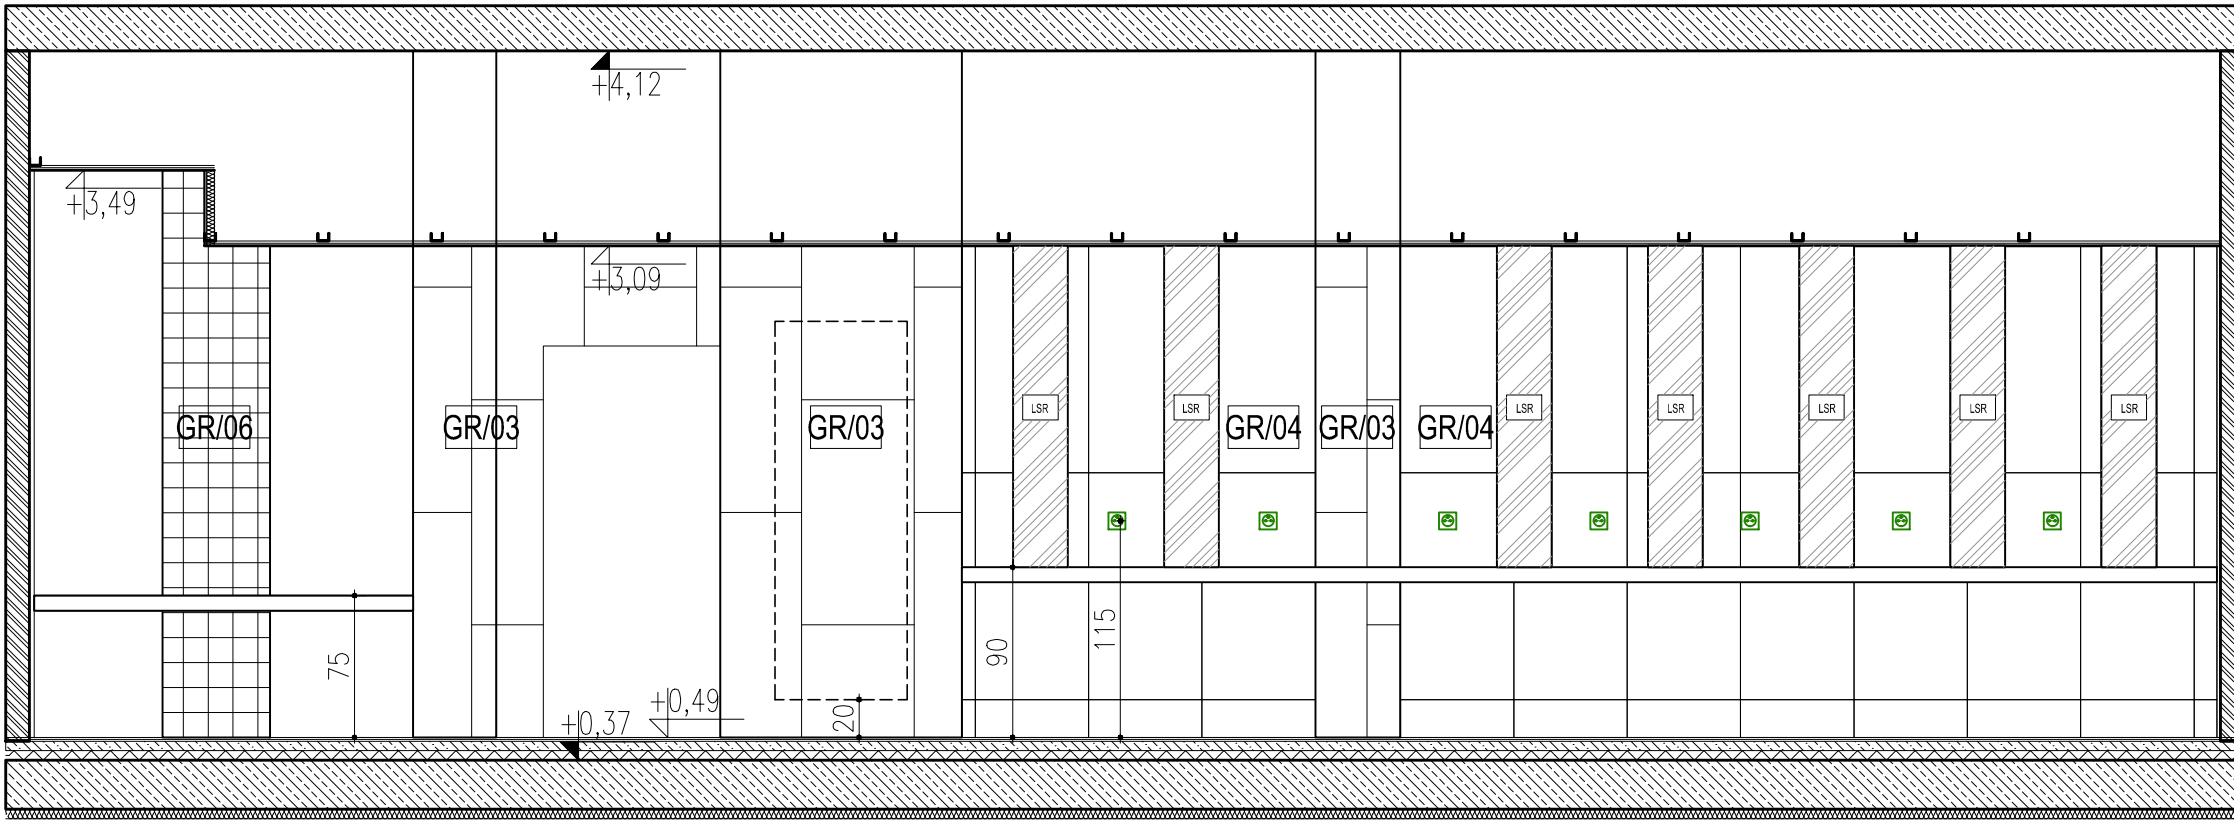 +4,12
+3,49
+3,09
LSR
LSR
LSR
LSR
LSR
LSR
LSR
GR/06
GR/03
GR/03
GR/04
GR/03
GR/04
75
90
115
+0,49
20
+0,37